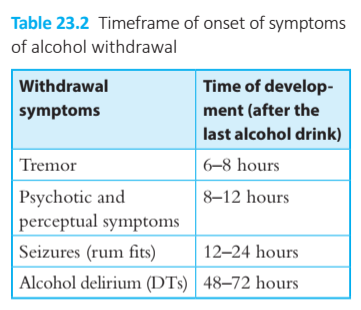 Table 23.2 Timeframe of onset of symptoms
of alcohol withdrawal
Withdrawal
symptoms
Time of develop-
ment (after the
last alcohol drink)
Tremor
6–8 hours
Psychotic and
perceptual symptoms
8–12 hours
Seizures (rum fits)
12–24 hours
Alcohol delirium (DTs)
48–72 hours